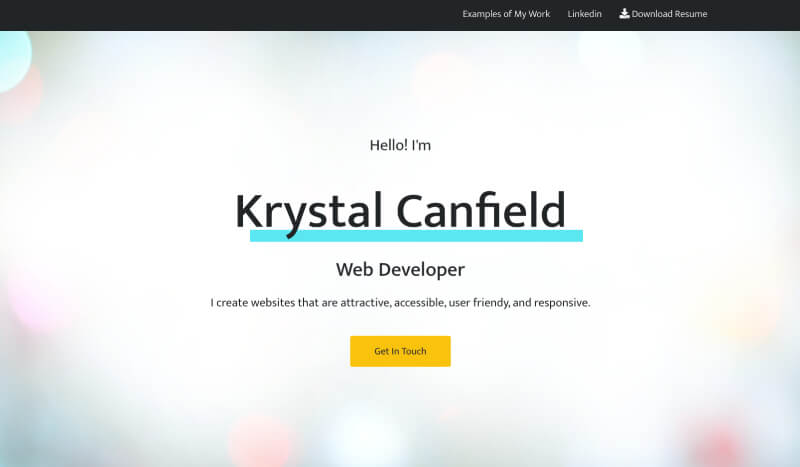 Examples of My Work Linkedin Download Resume
Hello! I'm
Krystal Canfield
Web Developer
I create websites that are attractive, accessible, user friendy, and responsive.
Get In Touch